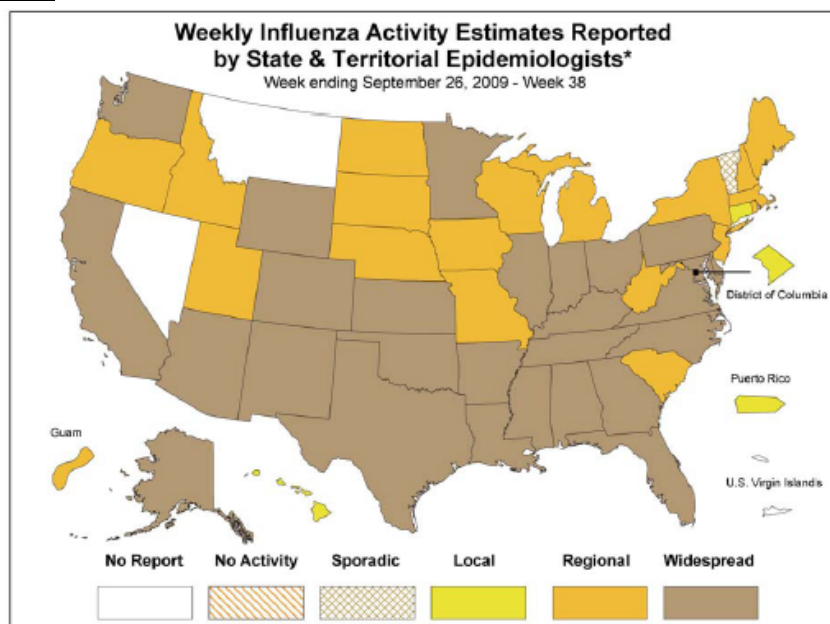 Weekly Influenza Activity Estimates Reported
by State & Territorial Epidemiologists*
Week ending September 26, 2009 - Week 38
District of Columbia
Puerto Rico
Guam
U.S. Virgin Islands
No Report No Activity Sporadic Local Regional Widespread